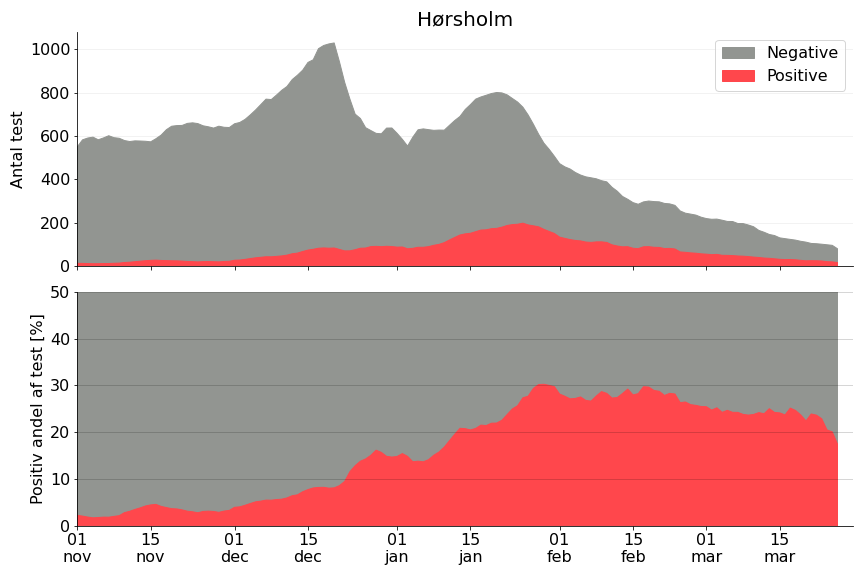 Hørsholm
Antal test
1000
800
600
400
200
0
Negative
Positive
Positiv andel af test [%]
50
40
30
20
10
0
01 15 01 15 01 15 01 15 01 15
nov nov dec dec jan jan feb feb mar mar